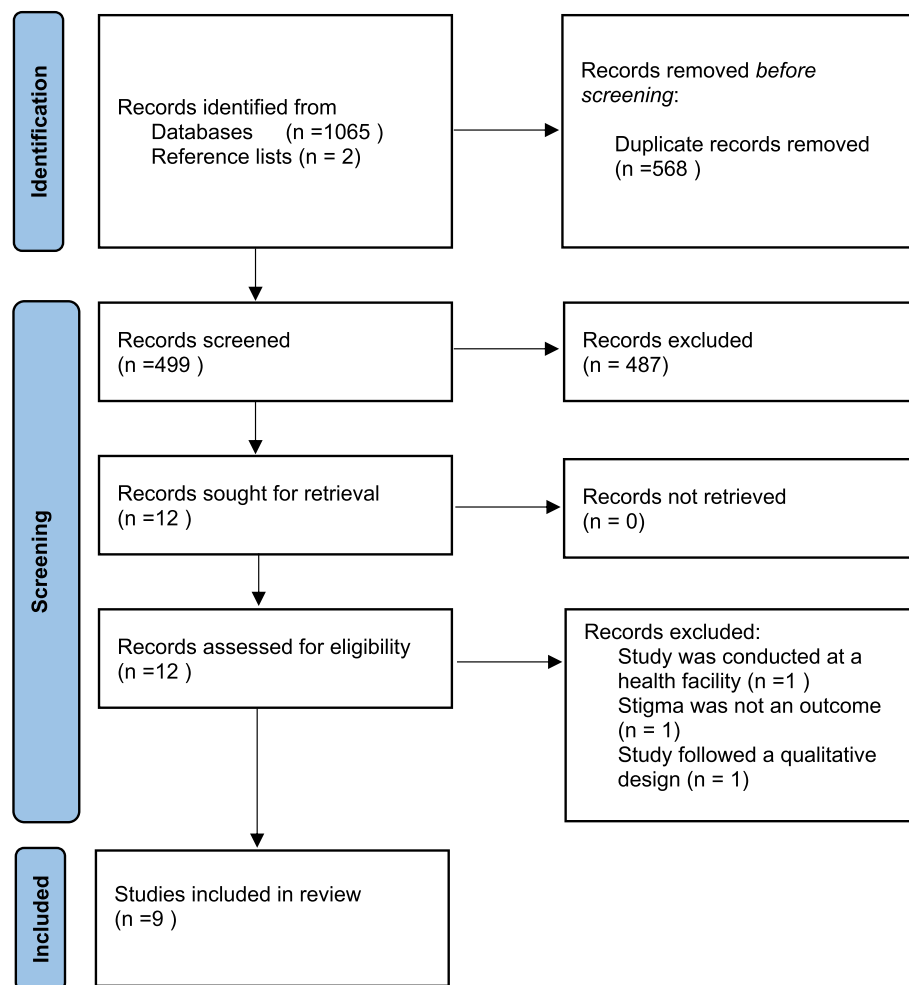 Identification
Records identified from
Databases (n =1065 )
Reference lists (n = 2)
Records removed before
screening:
Duplicate records removed
(n =568 )
Screening
Records screened
(n =499 )
Records excluded
(n = 487)
Records sought for retrieval
(n =12 )
Records not retrieved
(n = 0)
Records assessed for eligibility
(n =12 )
Records excluded:
Study was conducted at a
health facility (n =1 )
Stigma was not an outcome
(n = 1)
Study followed a qualitative
design (n = 1)
Included
Studies included in review
(n =9 )